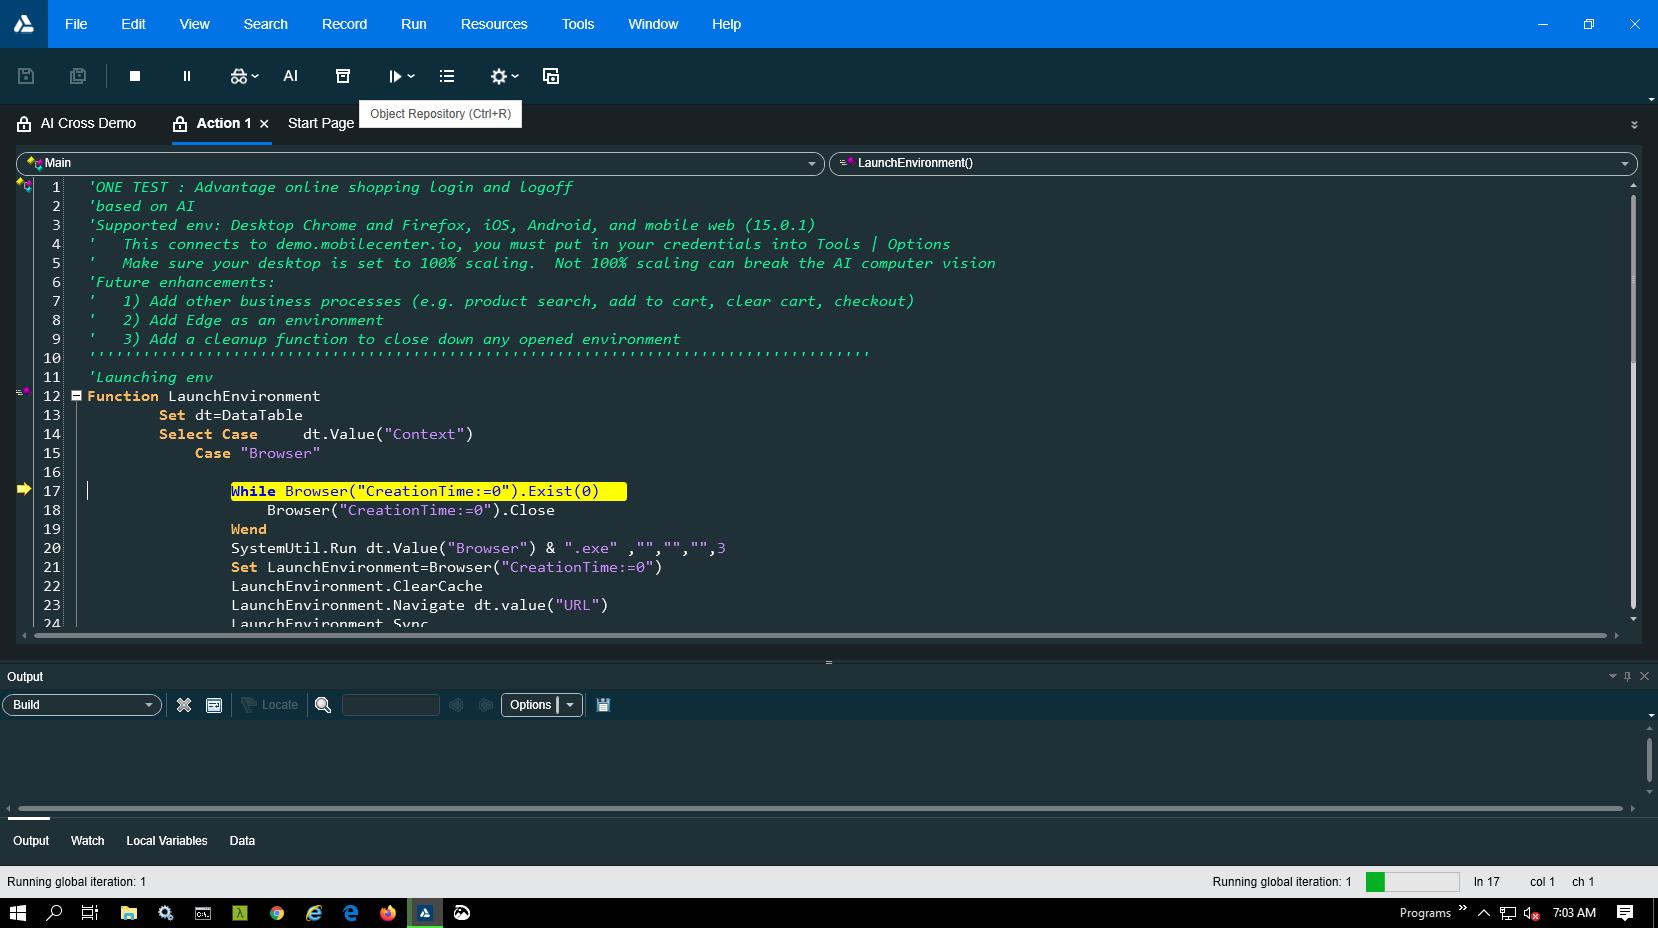 File Edit View Search Record Run Resources Tools Window Help
AI
Object Repository (Ctrl+R)
AI Cross Demo Action 1 Start Page
Main LaunchEnvironment()
1 'ONE TEST : Advantage online shopping login and logoff
2 'based on AI
3 'Supported env: Desktop Chrome and Firefox, iOS, Android, and mobile web (15.0.1)
4 '   This connects to demo.mobilecenter.io, you must put in your credentials into Tools | Options
5 '   Make sure your desktop is set to 100% scaling.  Not 100% scaling can break the AI computer vision
6 'Future enhancements:
7 '   1) Add other business processes (e.g. product search, add to cart, clear cart, checkout)
8 '   2) Add Edge as an environment
9 '   3) Add a cleanup function to close down any opened environment
10 '''''''''''''''''''''''''''''''''''''''''''''''''''''''''''''''''''''''''''''''''''''''
11 'Launching env
12 Function LaunchEnvironment
13 Set dt=DataTable
14 Select Case     dt.Value("Context")
15 Case "Browser"
16
17 While Browser("CreationTime:=0").Exist(0)
18 Browser("CreationTime:=0").Close
19 Wend
20 SystemUtil.Run dt.Value("Browser") & ".exe" ,"","","",3
21 Set LaunchEnvironment=Browser("CreationTime:=0")
22 LaunchEnvironment.ClearCache
23 LaunchEnvironment.Navigate dt.value("URL")
24 LaunchEnvironment.Sync
Output
Build Locate Options
Output Watch Local Variables Data
Running global iteration: 1 Running global iteration: 1 ln 17 col 1 ch 1
Programs 7:03 AM